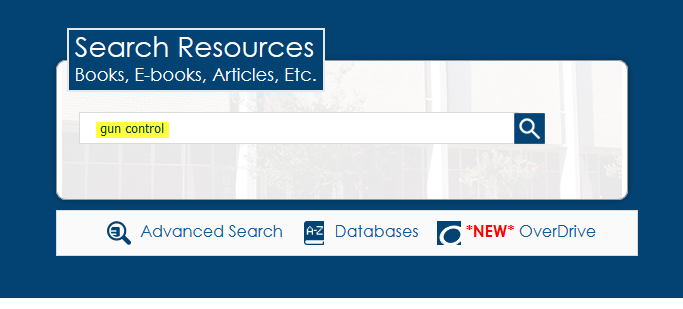 Search Resources
Books, E-books, Articles, Etc.
gun control
Advanced Search
A-Z
Databases
*NEW* OverDrive